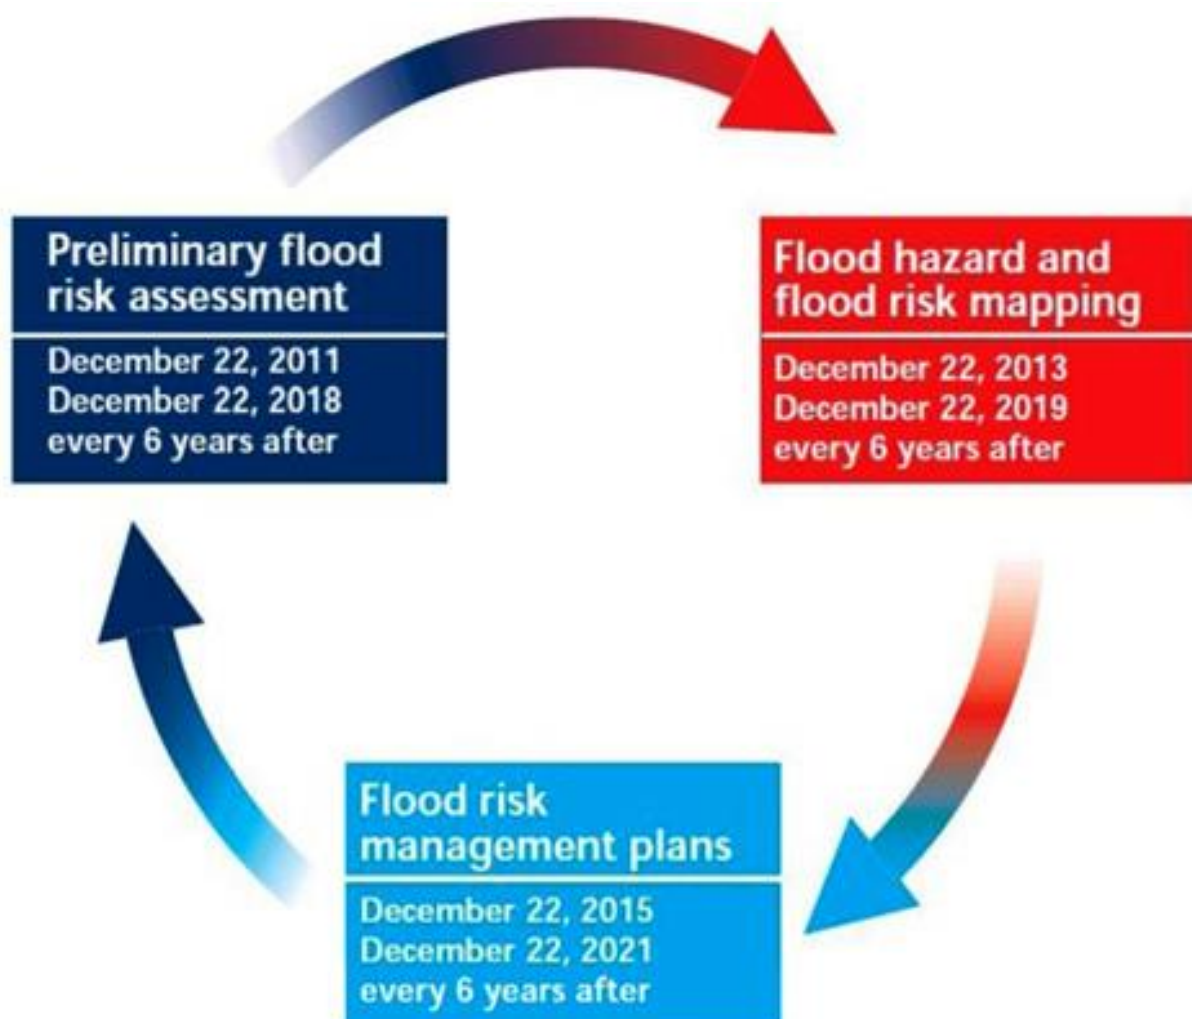 Preliminary flood
risk assessment
December 22, 2011
December 22, 2018
every 6 years after
Flood hazard and
flood risk mapping
December 22, 2013
December 22, 2019
every 6 years after
Flood risk
management plans
December 22, 2015
December 22, 2021
every 6 years after